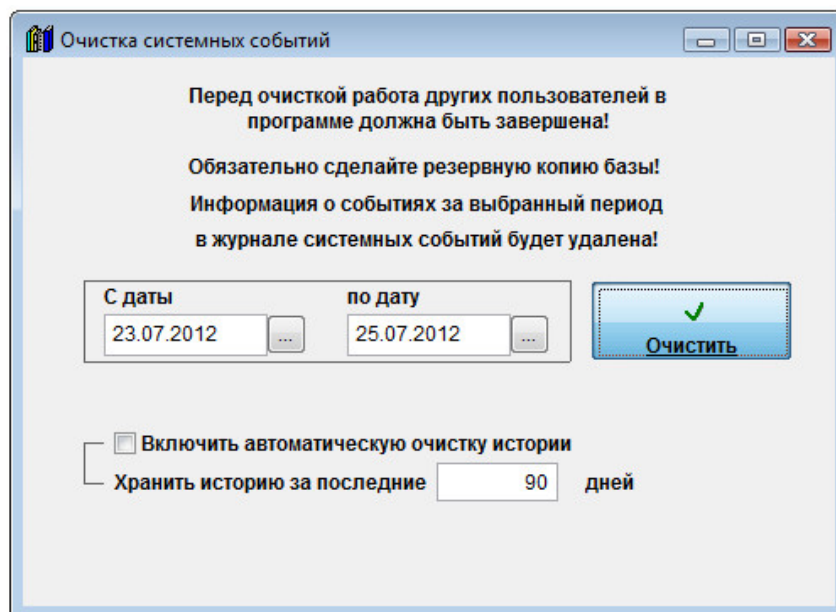 Очистка системных событий
Перед очисткой работа других пользователей в
программе должна быть завершена!
Обязательно сделайте резервную копию базы!
Информация о событиях за выбранный период
в журнале системных событий будет удалена!
С даты по дату
23.07.2012 ... 25.07.2012 ...
Очистить
Включить автоматическую очистку истории
Хранить историю за последние 90 дней